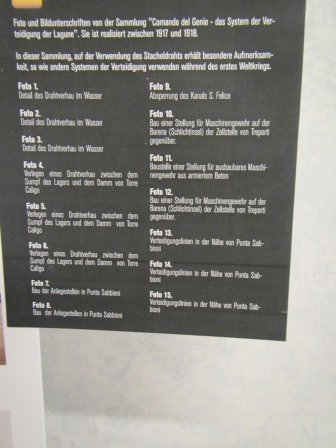 Foto und Bildunterschriften von der Sammlung "Comando del Genio - das System der Ver-
teidigung der Lagune". Sie ist realisiert zwischen 1917 und 1918.
In dieser Sammlung, auf der Verwendung des Stacheldrahts erhält besondere Aufmerksam-
keit, so wie andere Systemen der Verteidigung verwenden während des erstes Weltkriegs.
Foto 1.
Detail des Drahtverhau im Wasser
Foto 2.
Detail des Drahtverhau im Wasser
Foto 3.
Detail des Drahtverhau im Wasser
Foto 4.
Verlegen eines Drahtverhau zwischen dem
Sumpf des Lagers und dem Damm von Torre
Caligo
Foto 5.
Verlegen eines Drahtverhau zwischen dem
Sumpf des Lagers und dem Damm von Torre
Caligo
Foto 6.
Verlegen eines Drahtverhau zwischen dem
Sumpf des Lagers und dem Damm von Torre
Caligo
Foto 7.
Bau der Anlegestellen in Punta Sabbioni
Foto 8.
Bau der Anlegestellen in Punta Sabbioni
Foto 9.
Absperrung des Kanals S. Felice
Foto 10.
Bau einer Stellung für Maschinengewehr auf der
Barena (Schlichtinsel) der Zollstelle von Treporti
gegenüber.
Foto 11.
Baustelle einer Stellung für ausbaubares Maschi-
nengewehr aus armiertem Beton
Foto 12.
Bau einer Stellung für Maschinengewehr auf der
Barena (Schlichtinsel) der Zollstelle von Treporti
gegenüber.
Foto 13.
Verteidigungslinien in der Nähe von Punta Sab-
bioni
Foto 14.
Verteidigungslinien in der Nähe von Punta Sab-
bioni
Foto 15.
Verteidigungslinien in der Nähe von Punta Sab-
bioni